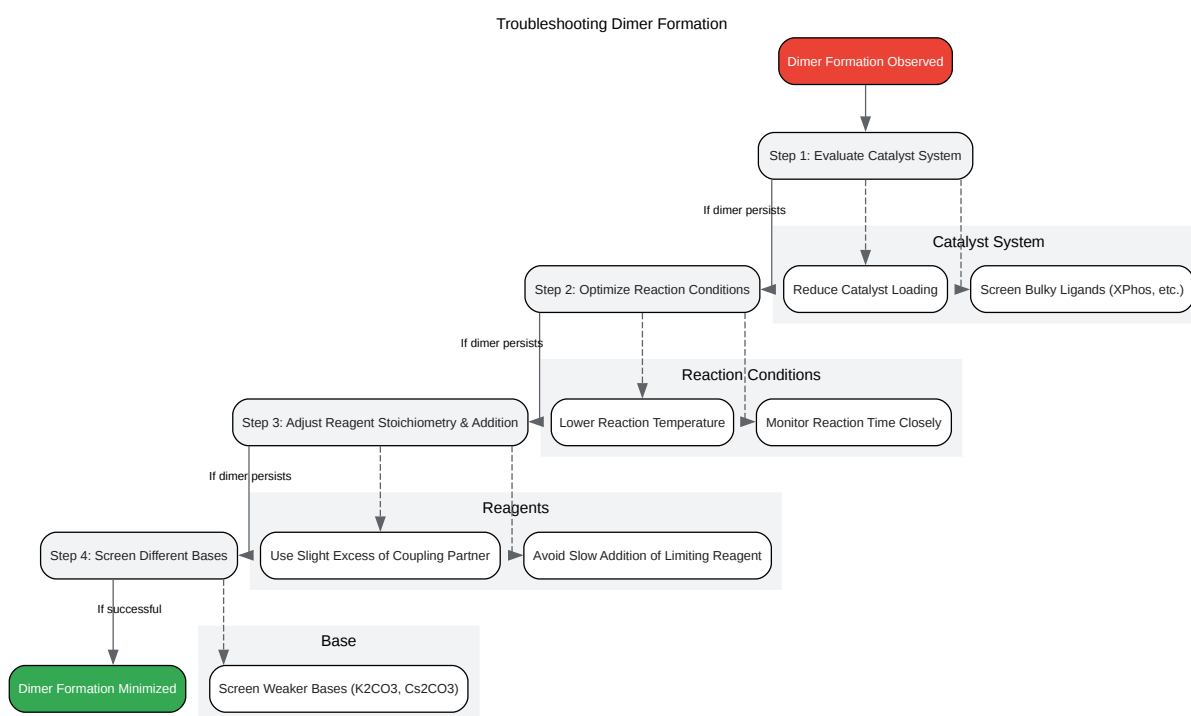 Troubleshooting Dimer Formation
Dimer Formation Observed
Step 1: Evaluate Catalyst System
If dimer persists
Catalyst System
Step 2: Optimize Reaction Conditions
Reduce Catalyst Loading
Screen Bulky Ligands (XPhos, etc.)
If dimer persists
Reaction Conditions
Step 3: Adjust Reagent Stoichiometry & Addition
Lower Reaction Temperature
Monitor Reaction Time Closely
If dimer persists
Reagents
Step 4: Screen Different Bases
Use Slight Excess of Coupling Partner
Avoid Slow Addition of Limiting Reagent
If successful
Base
Dimer Formation Minimized
Screen Weaker Bases (K2CO3, Cs2CO3)